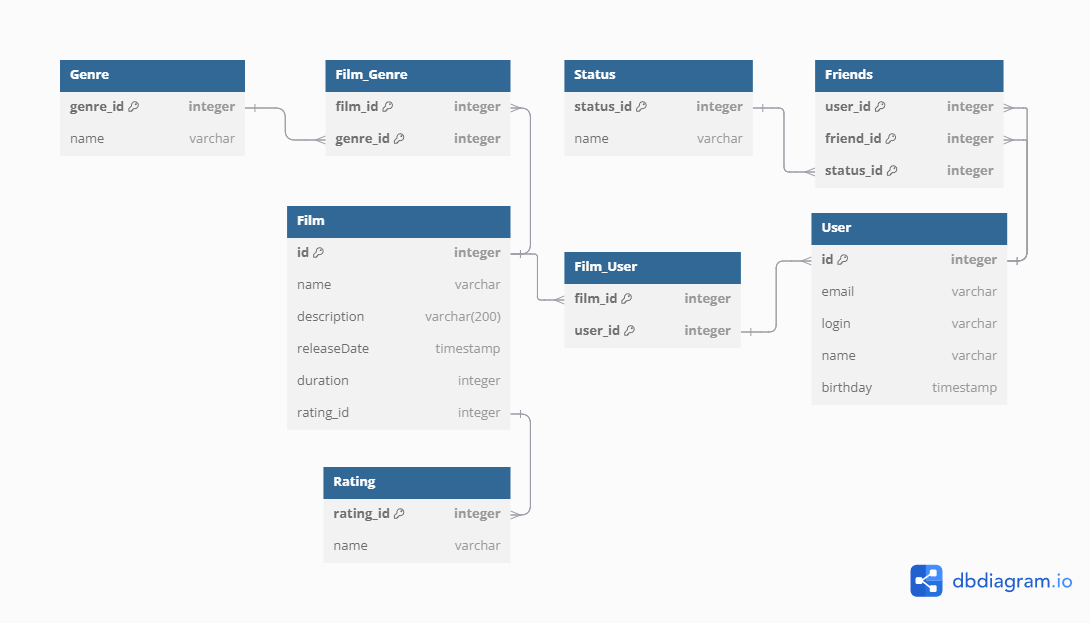 Genre
genre_id integer
name varchar
Film_Genre
film_id integer
genre_id integer
Status
status_id integer
name varchar
Friends
user_id integer
friend_id integer
status_id integer
Film
id integer
name varchar
description varchar(200)
releaseDate timestamp
duration integer
rating_id integer
Film_User
film_id integer
user_id integer
User
id integer
email varchar
login varchar
name varchar
birthday timestamp
Rating
rating_id integer
name varchar
dbdiagram.io